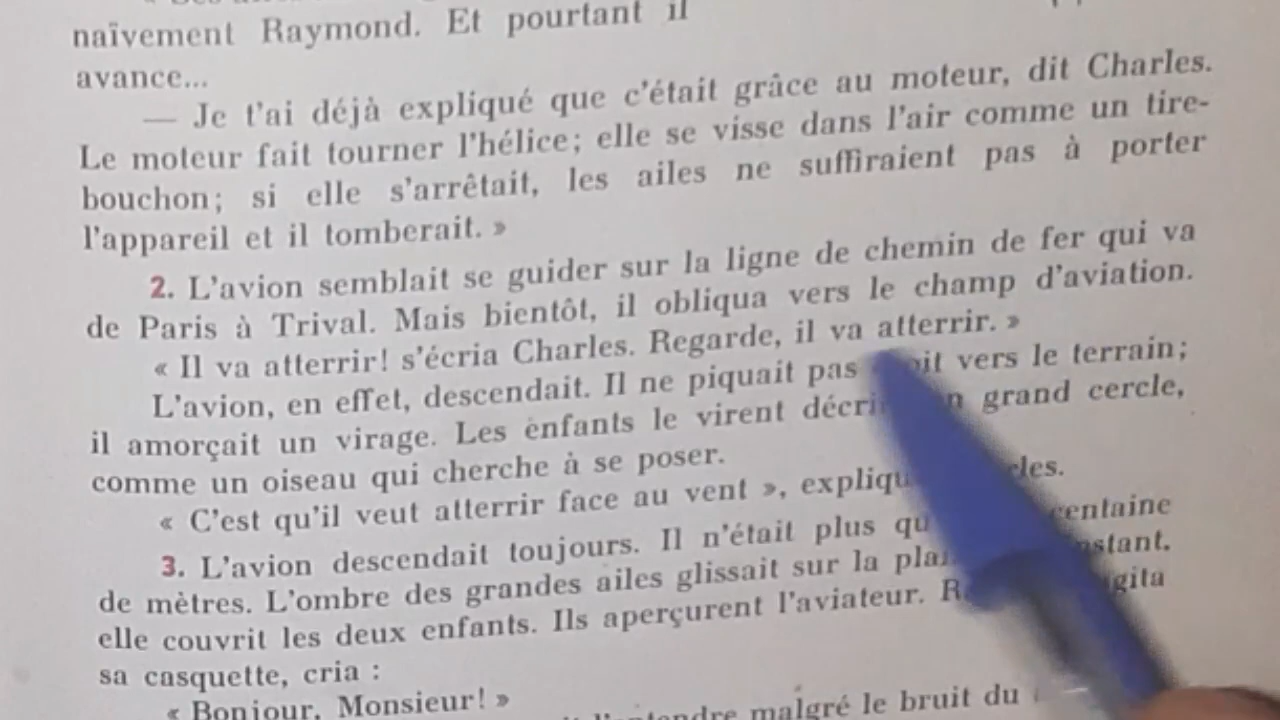 naïvement Raymond. Et pourtant il
avance...
— Je t'ai déjà expliqué que c'était grâce au moteur, dit Charles.
Le moteur fait tourner l'hélice; elle se visse dans l'air comme un tire-
bouchon; si elle s'arrêtait, les ailes ne suffiraient pas à porter
l'appareil et il tomberait. »
2. L'avion semblait se guider sur la ligne de chemin de fer qui va
de Paris à Trival. Mais bientôt, il obliqua vers le champ d'aviation.
« Il va atterrir! s'écria Charles. Regarde, il va atterrir. »
L'avion, en effet, descendait. Il ne piquait pas vers le terrain;
il amorçait un virage. Les enfants le virent grand cercle,
comme un oiseau qui cherche à se poser.
« C'est qu'il veut atterrir face au vent »,
3. L'avion descendait toujours. Il n'était plus centaine
de mètres. L'ombre des grandes ailes glissait sur la
elle couvrit les deux enfants. Ils aperçurent l'aviateur.
sa casquette, cria :
« Bonjour, Monsieur! »
malgré le bruit du